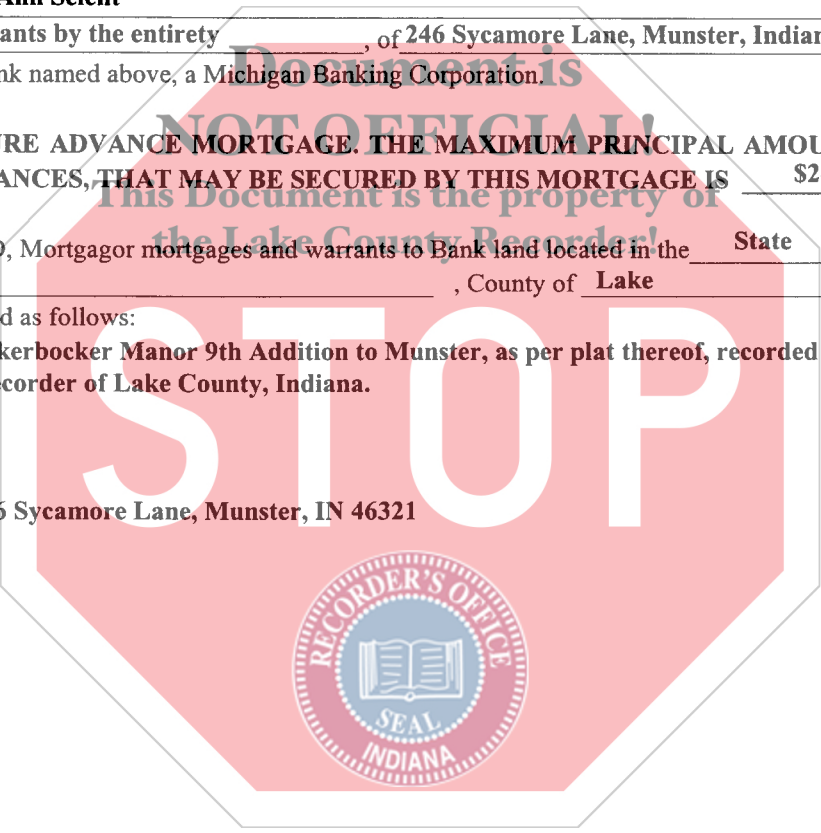 ants by the entirety , of 246 Sycamore Lane, Munster, Indian
nk named above, a Michigan Banking Corporation.
Document is
NOT OFFICIAL!
This Document is the property of
the Lake County Recorder!
URE ADVANCE MORTGAGE. THE MAXIMUM PRINCIPAL AMOU
ANCES, THAT MAY BE SECURED BY THIS MORTGAGE IS $2
, Mortgagor mortgages and warrants to Bank land located in the State
, County of Lake
d as follows:
kerbocker Manor 9th Addition to Munster, as per plat thereof, recorded
ecorder of Lake County, Indiana.
STOP
6 Sycamore Lane, Munster, IN 46321
RECORDER'S OFFICE
SEAL
INDIANA